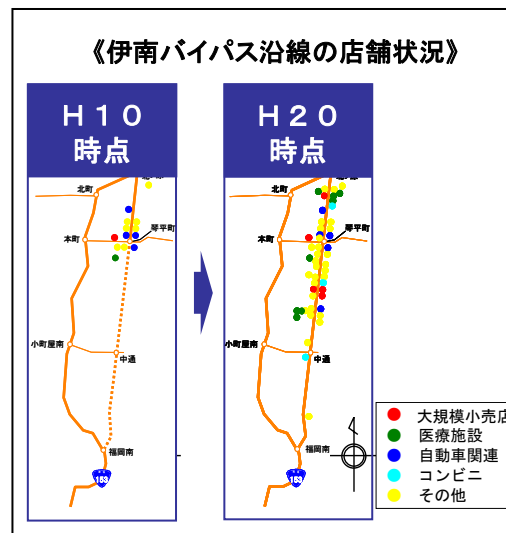 《伊南バイパス沿線の店舗状況》
H10
時点
H20
時点
北町
琴平町
本町
小町屋南
中通
福岡南
153
北町
琴平町
本町
小町屋南
中通
福岡南
153
大規模小売店
医療施設
自動車関連
コンビニ
その他